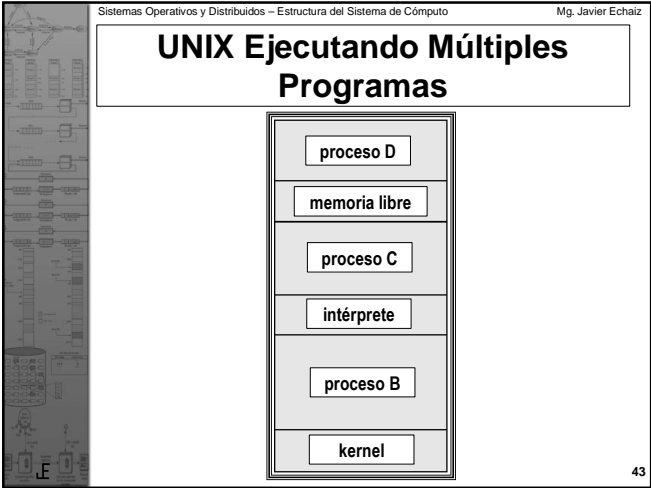 Sistemas Operativos y Distribuidos – Estructura del Sistema de Cómputo
Mg. Javier Echaiz
UNIX Ejecutando Múltiples
Programas
proceso D
memoria libre
proceso C
intérprete
proceso B
kernel
JE
43